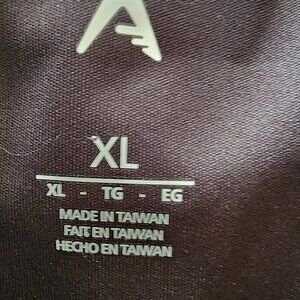 XL
XL - TG - EG
MADE IN TAIWAN
FAIT EN TAIWAN
HECHO EN TAIWAN